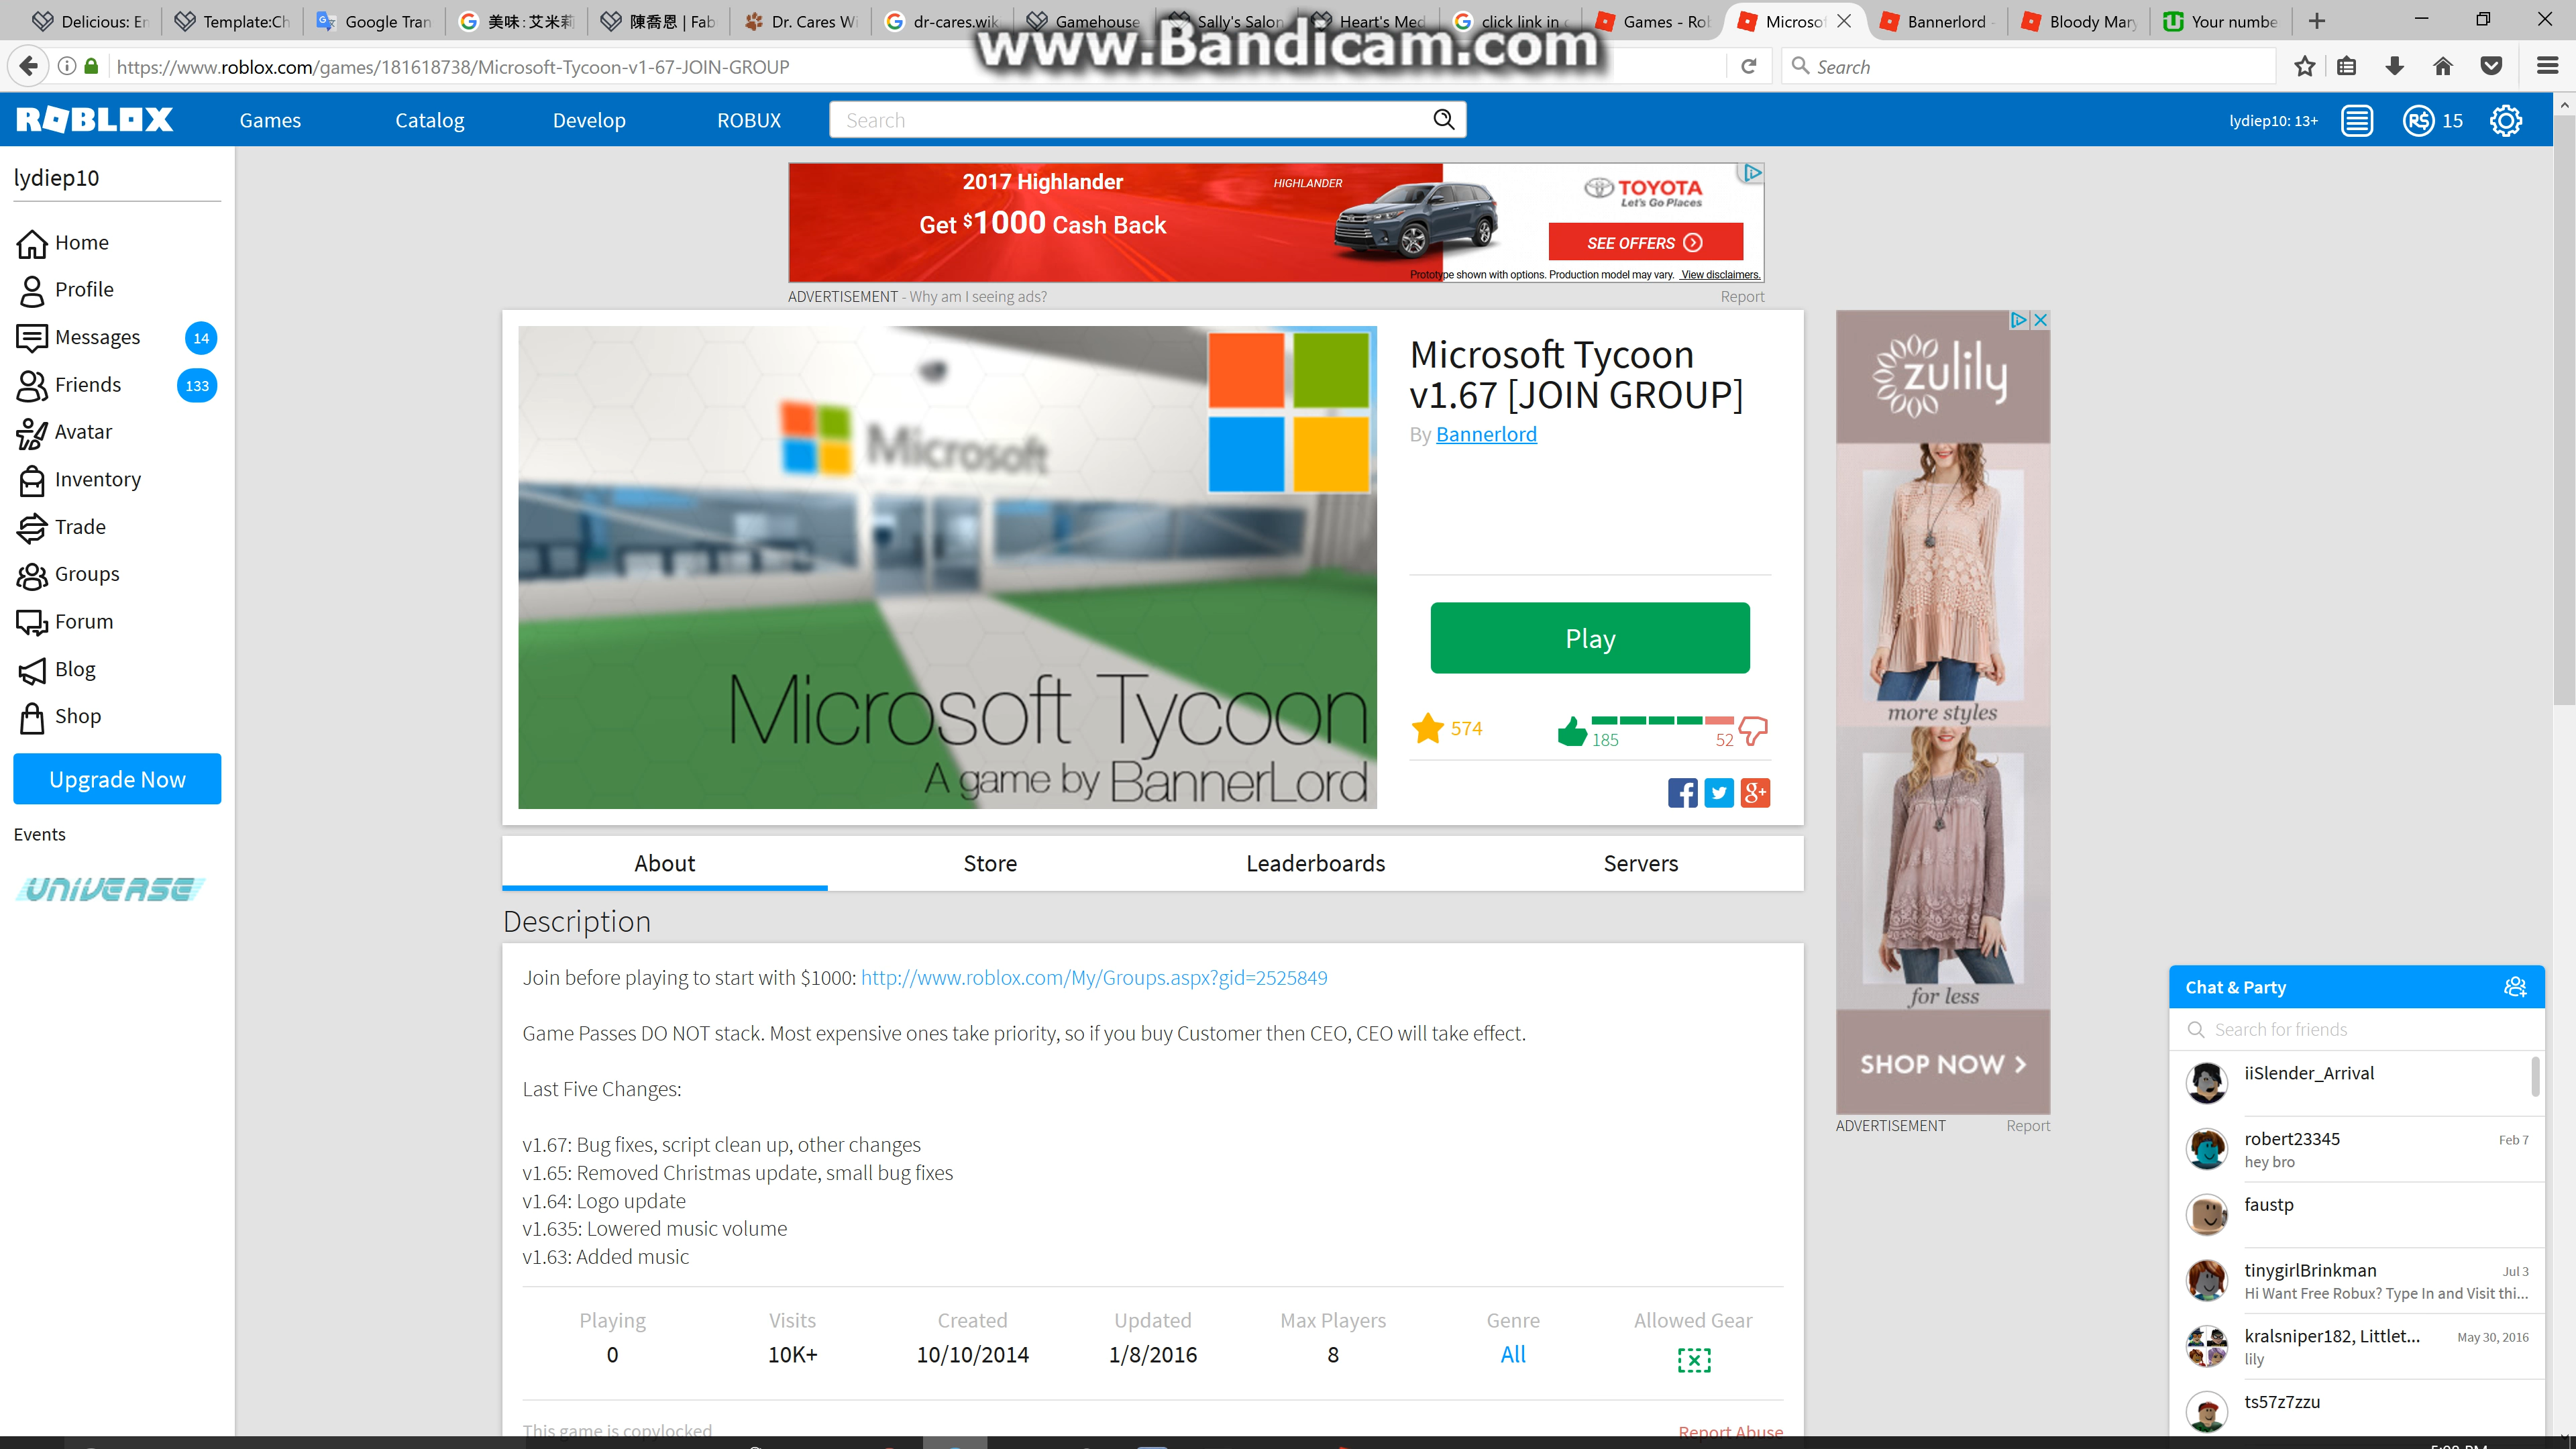 Delicious: En
Template:Ch
Google Tran
美味：艾米莉
陳喬恩 | Fab
Dr. Cares Wi
dr-cares.wik
Gamehouse
Sally's Salon
Heart's Med
click link in
Games - Rob
Microsof
Bannerlord -
Bloody Mary
Your numbe
www.Bandicam.com
https://www.roblox.com/games/181618738/Microsoft-Tycoon-v1-67-JOIN-GROUP
Search
ROBLOX
Games
Catalog
Develop
ROBUX
Search
lydiep10: 13+
R$ 15
lydiep10
Home
Profile
Messages 14
Friends 133
Avatar
Inventory
Trade
Groups
Forum
Blog
Shop
Upgrade Now
Events
UNIVERSE
2017 Highlander
Get $1000 Cash Back
HIGHLANDER
TOYOTA
Let's Go Places
SEE OFFERS
Prototype shown with options. Production model may vary. View disclaimers.
ADVERTISEMENT - Why am I seeing ads?
Report
Microsoft
Microsoft Tycoon
A game by BannerLord
Microsoft Tycoon
v1.67 [JOIN GROUP]
By Bannerlord
Play
574
185
52
g+
zulily
more styles
for less
SHOP NOW >
ADVERTISEMENT
Report
About
Store
Leaderboards
Servers
Description
Join before playing to start with $1000: http://www.roblox.com/My/Groups.aspx?gid=2525849
Game Passes DO NOT stack. Most expensive ones take priority, so if you buy Customer then CEO, CEO will take effect.
Last Five Changes:
v1.67: Bug fixes, script clean up, other changes
v1.65: Removed Christmas update, small bug fixes
v1.64: Logo update
v1.635: Lowered music volume
v1.63: Added music
Playing
Visits
Created
Updated
Max Players
Genre
Allowed Gear
0
10K+
10/10/2014
1/8/2016
8
All
This game is copylocked
Report Abuse
Chat & Party
Search for friends
iiSlender_Arrival
robert23345
Feb 7
hey bro
faustp
tinygirlBrinkman
Jul 3
Hi Want Free Robux? Type In and Visit thi...
kralsniper182, Littlet...
May 30, 2016
lily
ts57z7zzu